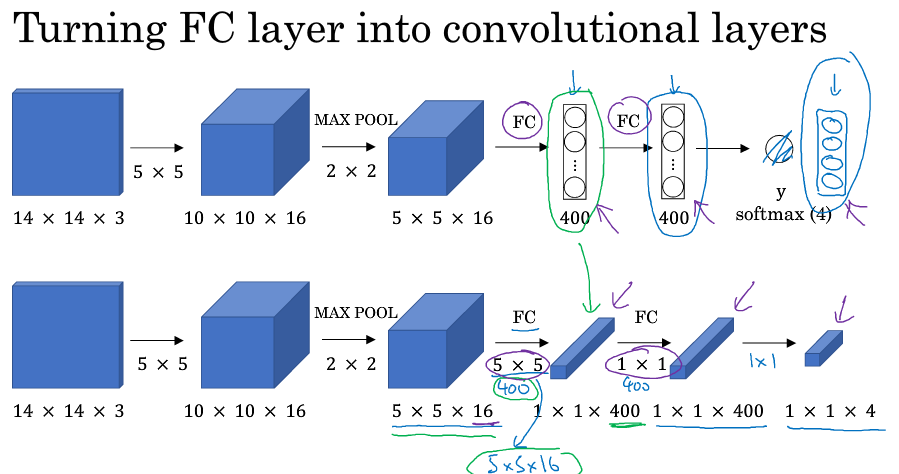 Turning FC layer into convolutional layers
MAX POOL
FC
FC
5 × 5
2 × 2
⋮
⋮
y
14 × 14 × 3
10 × 10 × 16
5 × 5 × 16
400
400
softmax (4)
MAX POOL
FC
FC
5 × 5
2 × 2
5 × 5
1 × 1
1×1
400
400
14 × 14 × 3
10 × 10 × 16
5 × 5 × 16
1 × 1 × 400
1 × 1 × 400
1 × 1 × 4
5×5×16